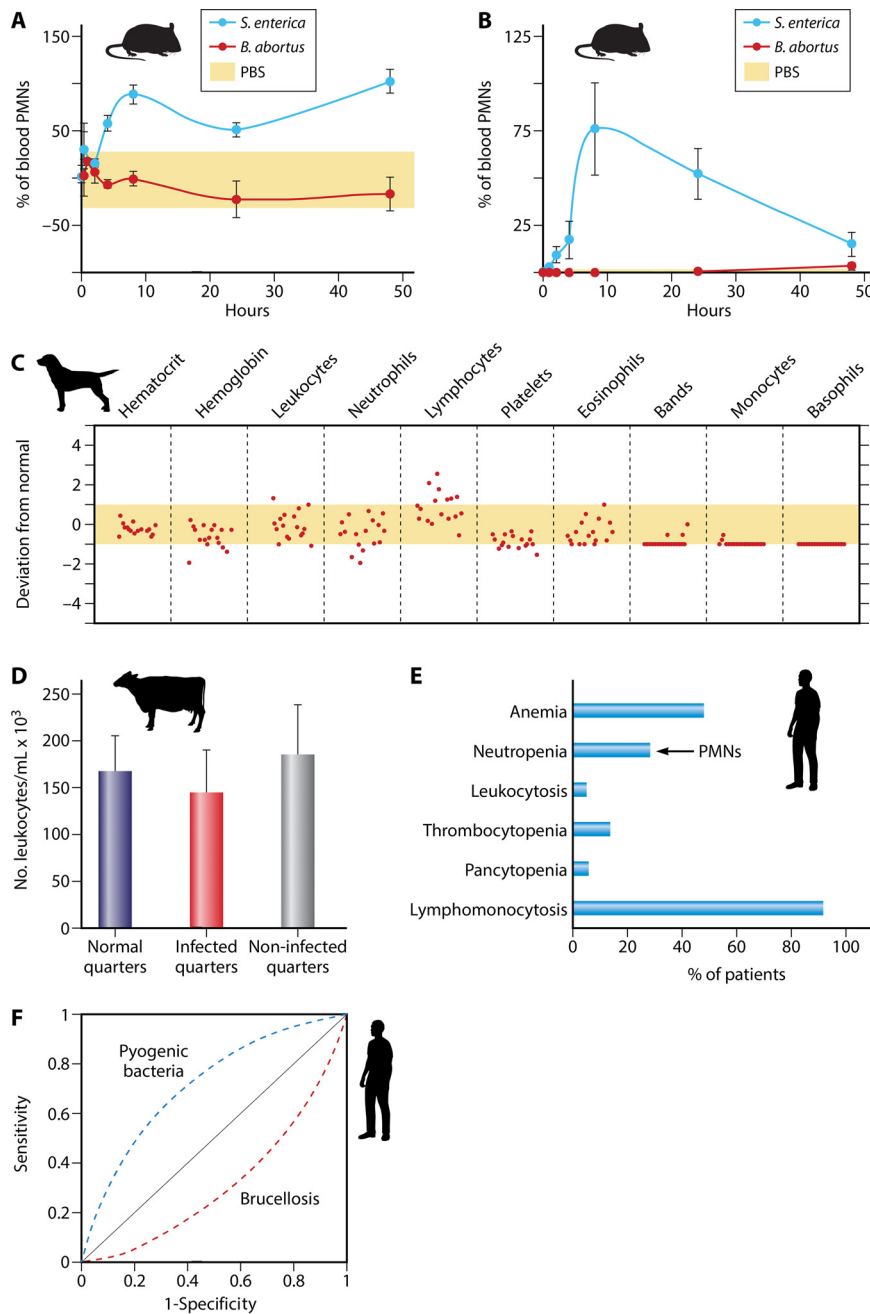 A
% of blood PMNs
150
50
−50
0
10
20
30
40
50
Hours
S. enterica
B. abortus
PBS
B
% of blood PMNs
125
75
25
0
10
20
30
40
50
Hours
S. enterica
B. abortus
PBS
C
Hematocrit
Hemoglobin
Leukocytes
Neutrophils
Lymphocytes
Platelets
Eosinophils
Bands
Monocytes
Basophils
Deviation from normal
4
2
0
−2
−4
D
No. leukocytes/mL x 10³
250
200
150
100
50
0
Normal
quarters
Infected
quarters
Non-infected
quarters
E
Anemia
Neutropenia
PMNs
Leukocytosis
Thrombocytopenia
Pancytopenia
Lymphomonocytosis
0
20
40
60
80
100
% of patients
F
Sensitivity
1
0.8
0.6
0.4
0.2
0
Pyogenic
bacteria
Brucellosis
0
0.2
0.4
0.6
0.8
1
1-Specificity